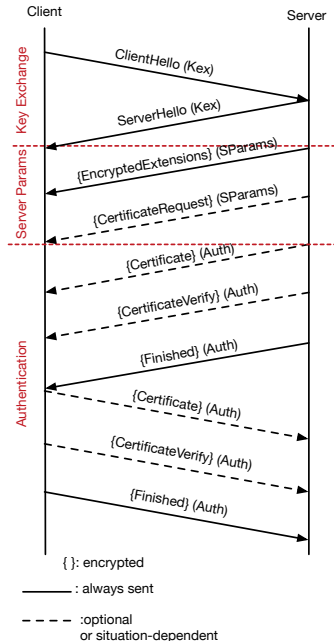 Client
Server
Key Exchange
ClientHello (Kex)
ServerHello (Kex)
Server Params
{EncryptedExtensions} (SParams)
{CertificateRequest} (SParams)
Authentication
{Certificate} (Auth)
{CertificateVerify} (Auth)
{Finished} (Auth)
{Certificate} (Auth)
{CertificateVerify} (Auth)
{Finished} (Auth)
{ }: encrypted
: always sent
:optional
or situation-dependent